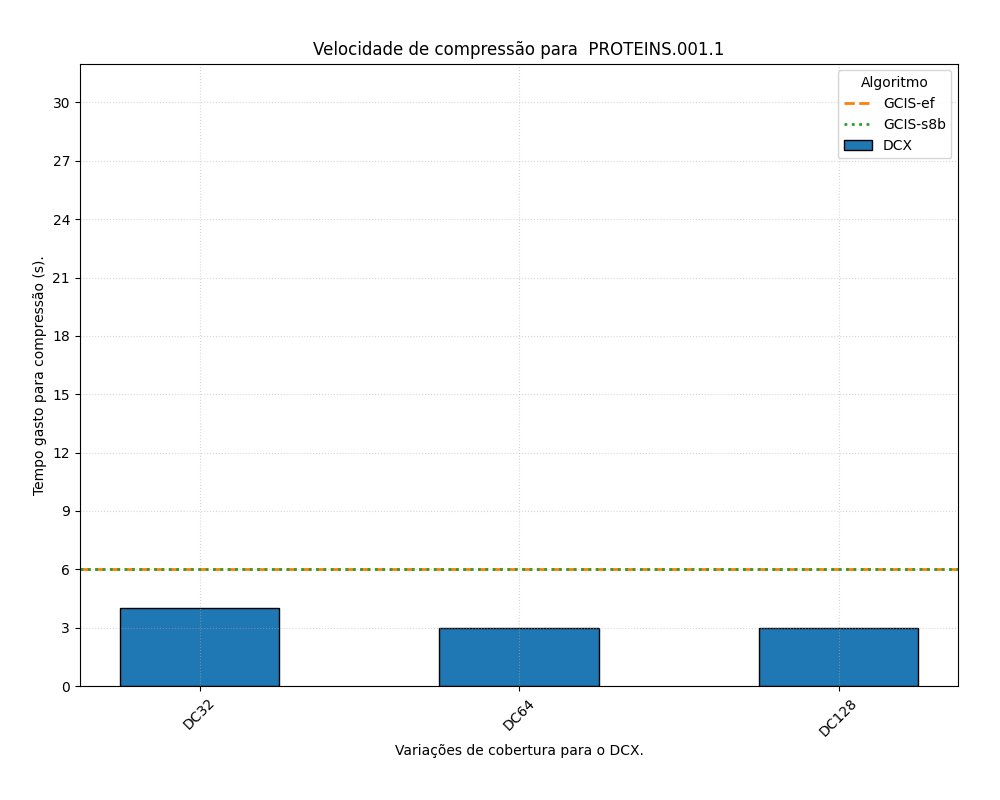 Velocidade de compressão para  PROTEINS.001.1
Algoritmo
GCIS-ef
GCIS-s8b
DCX
Tempo gasto para compressão (s).
30
27
24
21
18
15
12
9
6
3
0
DC32
DC64
DC128
Variações de cobertura para o DCX.